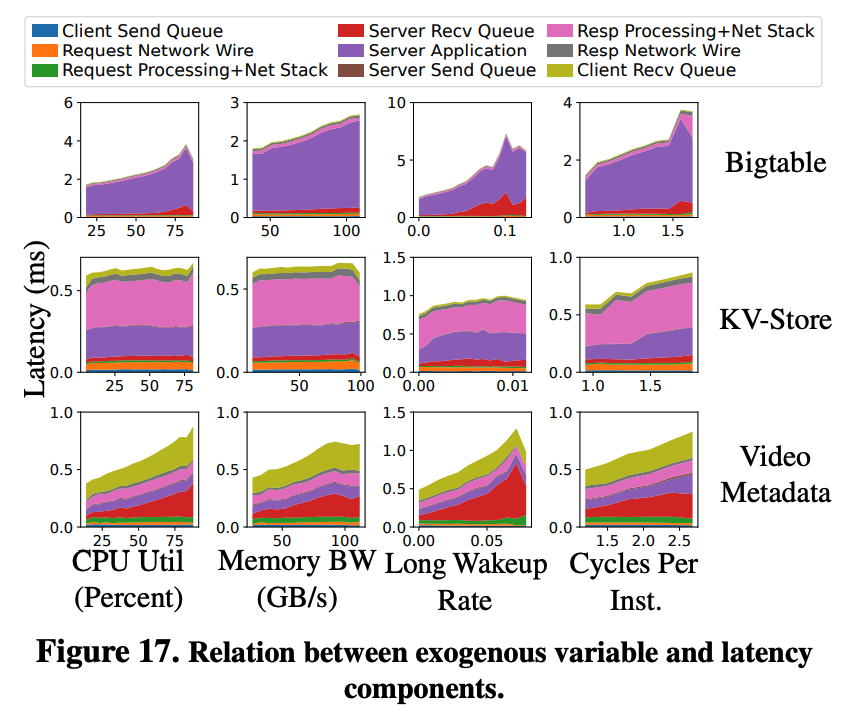 Client Send Queue
Request Network Wire
Request Processing+Net Stack
Server Recv Queue
Server Application
Server Send Queue
Resp Processing+Net Stack
Resp Network Wire
Client Recv Queue
Latency (ms)
6
4
2
0
25 50 75
3
2
1
0
50 100
10
5
0
0.0 0.1
4
2
0
1.0 1.5
Bigtable
0.5
0.0
25 50 75
0.5
0.0
50 100
1.5
1.0
0.5
0.0
0.00 0.01
1.0
0.5
0.0
1.0 1.5
KV-Store
1.0
0.5
0.0
25 50 75
1.0
0.5
0.0
50 100
1.5
1.0
0.5
0.0
0.00 0.05
1.0
0.5
0.0
1.5 2.0 2.5
Video
Metadata
CPU Util
(Percent)
Memory BW
(GB/s)
Long Wakeup
Rate
Cycles Per
Inst.
Figure 17. Relation between exogenous variable and latency
components.